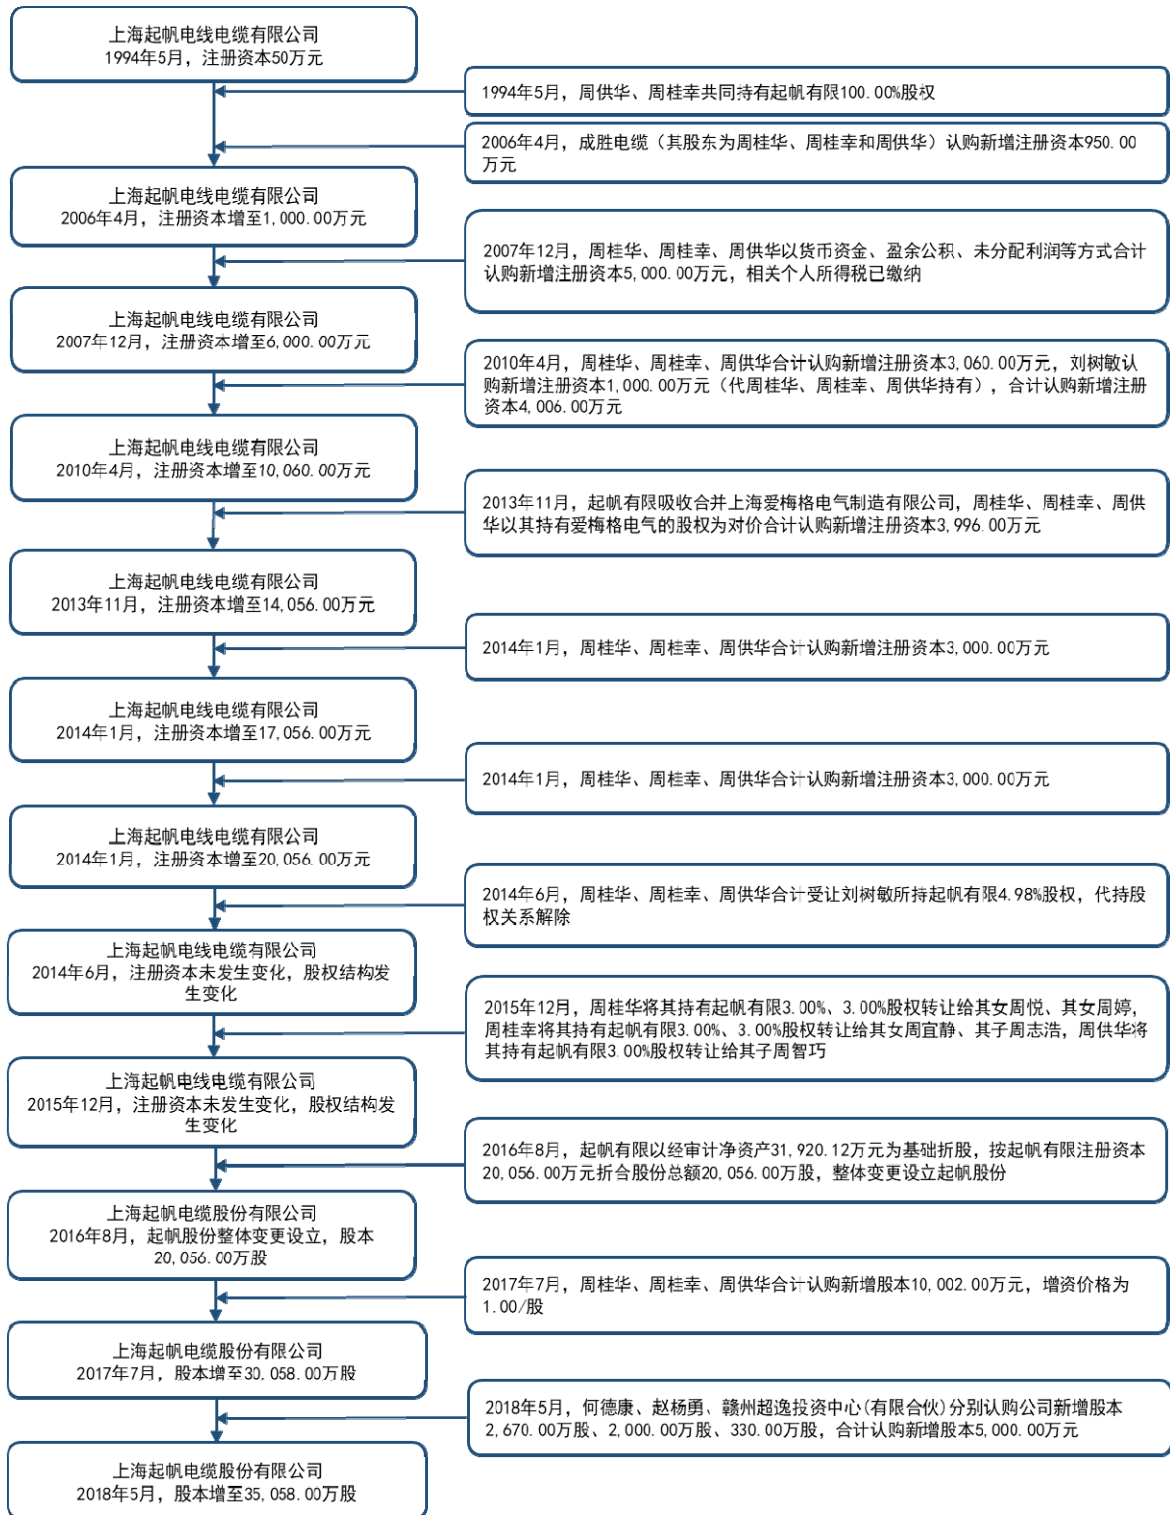 上海起帆电线电缆有限公司
1994年5月，注册资本50万元
1994年5月，周供华、周桂幸共同持有起帆有限100.00%股权
2006年4月，成胜电缆（其股东为周桂华、周桂幸和周供华）认购新增注册资本950.00
万元
上海起帆电线电缆有限公司
2006年4月，注册资本增至1,000.00万元
2007年12月，周桂华、周桂幸、周供华以货币资金、盈余公积、未分配利润等方式合计
认购新增注册资本5,000.00万元，相关个人所得税已缴纳
上海起帆电线电缆有限公司
2007年12月，注册资本增至6,000.00万元
2010年4月，周桂华、周桂幸、周供华合计认购新增注册资本3,060.00万元，刘树敏认
购新增注册资本1,000.00万元（代周桂华、周桂幸、周供华持有），合计认购新增注册
资本4,006.00万元
上海起帆电线电缆有限公司
2010年4月，注册资本增至10,060.00万元
2013年11月，起帆有限吸收合并上海爱梅格电气制造有限公司，周桂华、周桂幸、周供
华以其持有爱梅格电气的股权为对价合计认购新增注册资本3,996.00万元
上海起帆电线电缆有限公司
2013年11月，注册资本增至14,056.00万元
2014年1月，周桂华、周桂幸、周供华合计认购新增注册资本3,000.00万元
上海起帆电线电缆有限公司
2014年1月，注册资本增至17,056.00万元
2014年1月，周桂华、周桂幸、周供华合计认购新增注册资本3,000.00万元
上海起帆电线电缆有限公司
2014年1月，注册资本增至20,056.00万元
2014年6月，周桂华、周桂幸、周供华合计受让刘树敏所持起帆有限4.98%股权，代持股
权关系解除
上海起帆电线电缆有限公司
2014年6月，注册资本未发生变化，股权结构发
生变化
2015年12月，周桂华将其持有起帆有限3.00%、3.00%股权转让给其女周悦、其女周婷，
周桂幸将其持有起帆有限3.00%、3.00%股权转让给其女周宜静、其子周志浩，周供华将
其持有起帆有限3.00%股权转让给其子周智巧
上海起帆电线电缆有限公司
2015年12月，注册资本未发生变化，股权结构发
生变化
2016年8月，起帆有限以经审计净资产31,920.12万元为基础折股，按起帆有限注册资本
20,056.00万元折合股份总额20,056.00万股，整体变更设立起帆股份
上海起帆电缆股份有限公司
2016年8月，起帆股份整体变更设立，股本
20,056.00万股
2017年7月，周桂华、周桂幸、周供华合计认购新增股本10,002.00万元，增资价格为
1.00/股
上海起帆电缆股份有限公司
2017年7月，股本增至30,058.00万股
2018年5月，何德康、赵杨勇、赣州超逸投资中心(有限合伙)分别认购公司新增股本
2,670.00万股、2,000.00万股、330.00万股，合计认购新增股本5,000.00万元
上海起帆电缆股份有限公司
2018年5月，股本增至35,058.00万股